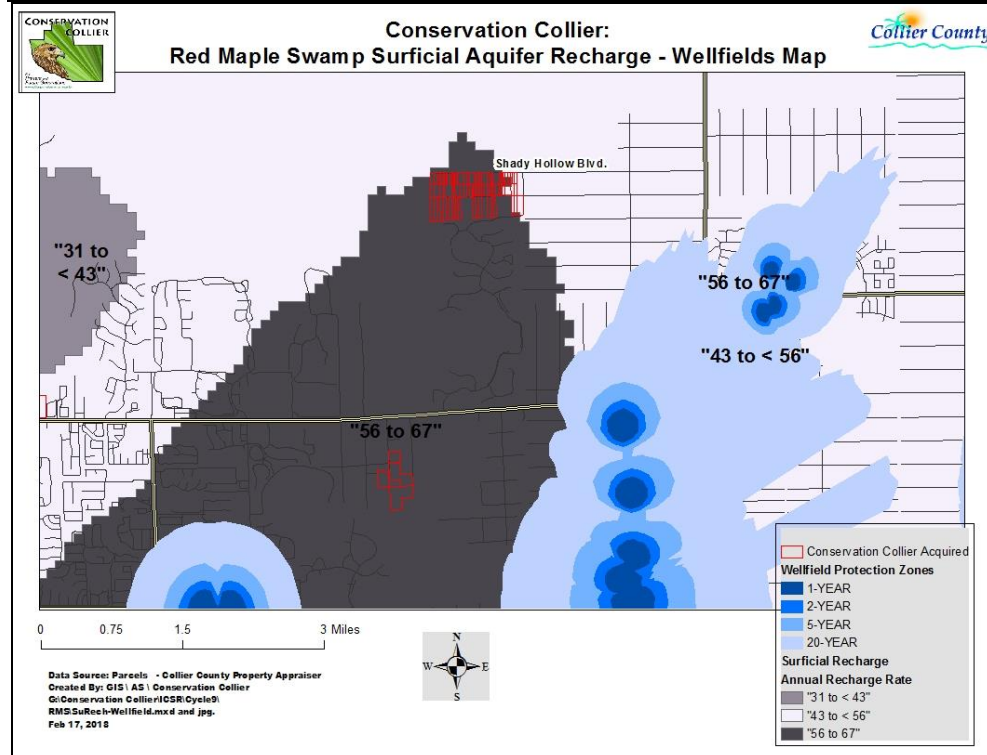 CONSERVATION
COLLIER
Conservation Collier:
Red Maple Swamp Surficial Aquifer Recharge - Wellfields Map
Collier County
Shady Hollow Blvd.
"31 to
< 43"
"56 to 67"
"43 to < 56"
"56 to 67"
Conservation Collier Acquired
Wellfield Protection Zones
1-YEAR
2-YEAR
5-YEAR
20-YEAR
Surficial Recharge
Annual Recharge Rate
"31 to < 43"
"43 to < 56"
"56 to 67"
0 0.75 1.5 3 Miles
N
W E
S
Data Source: Parcels - Collier County Property Appraiser
Created By: GIS \ AS \ Conservation Collier
G:\Conservation Collier\ICSR\Cycle9\
RMS\SuRech-Wellfield.mxd and jpg.
Feb 17, 2018